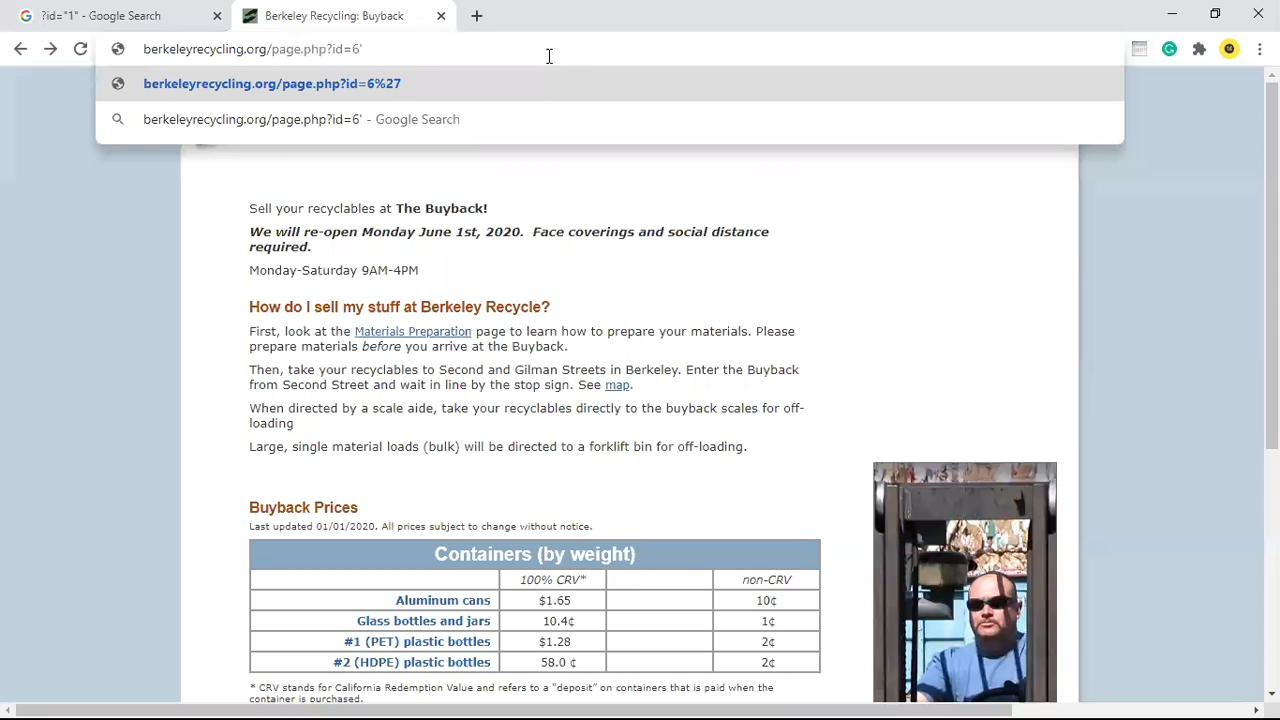 ?id="1" - Google Search
Berkeley Recycling: Buyback
berkeleyrecycling.org/page.php?id=6'
berkeleyrecycling.org/page.php?id=6%27
berkeleyrecycling.org/page.php?id=6' - Google Search
Sell your recyclables at The Buyback!
We will re-open Monday June 1st, 2020. Face coverings and social distance
required.
Monday-Saturday 9AM-4PM
How do I sell my stuff at Berkeley Recycle?
First, look at the Materials Preparation page to learn how to prepare your materials. Please
prepare materials before you arrive at the Buyback.
Then, take your recyclables to Second and Gilman Streets in Berkeley. Enter the Buyback
from Second Street and wait in line by the stop sign. See map.
When directed by a scale aide, take your recyclables directly to the buyback scales for off-
loading
Large, single material loads (bulk) will be directed to a forklift bin for off-loading.
Buyback Prices
Last updated 01/01/2020. All prices subject to change without notice.
Containers (by weight)
100% CRV* non-CRV
Aluminum cans $1.65 10¢
Glass bottles and jars 10.4¢ 1¢
#1 (PET) plastic bottles $1.28 2¢
#2 (HDPE) plastic bottles 58.0 ¢ 2¢
* CRV stands for California Redemption Value and refers to a “deposit” on containers that is paid when the
container is purchased.